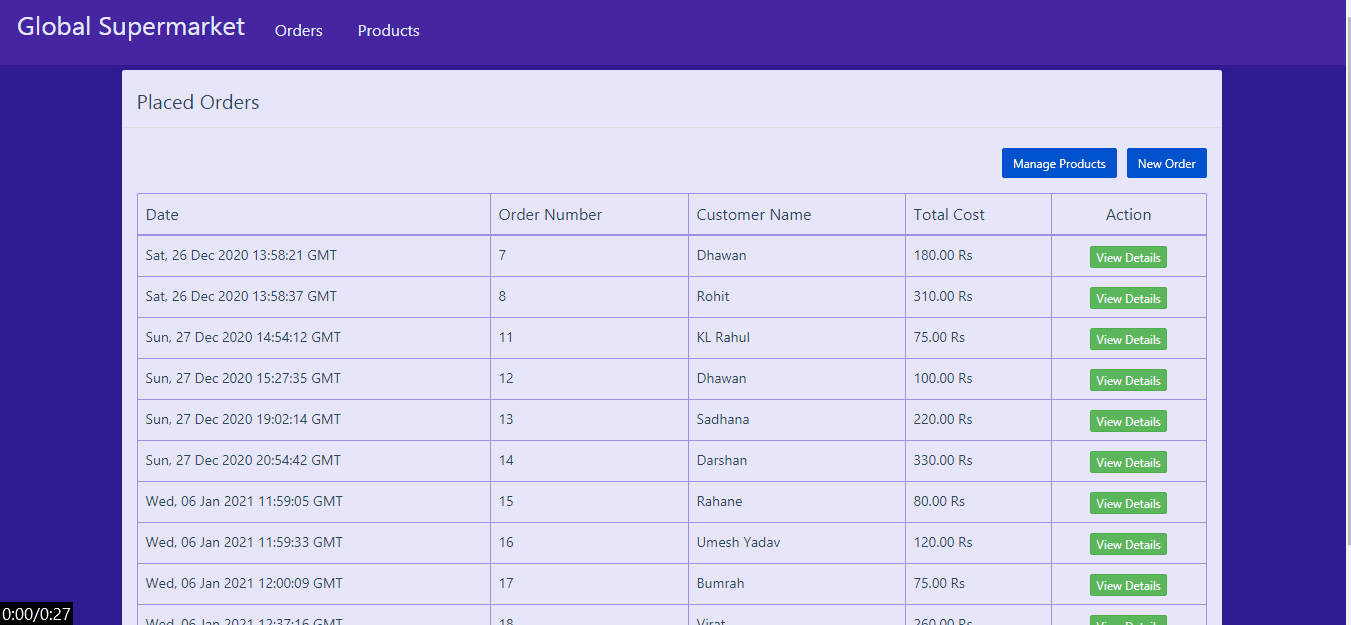 Global Supermarket Orders Products
Placed Orders
Manage Products New Order
Date Order Number Customer Name Total Cost Action
Sat, 26 Dec 2020 13:58:21 GMT 7 Dhawan 180.00 Rs View Details
Sat, 26 Dec 2020 13:58:37 GMT 8 Rohit 310.00 Rs View Details
Sun, 27 Dec 2020 14:54:12 GMT 11 KL Rahul 75.00 Rs View Details
Sun, 27 Dec 2020 15:27:35 GMT 12 Dhawan 100.00 Rs View Details
Sun, 27 Dec 2020 19:02:14 GMT 13 Sadhana 220.00 Rs View Details
Sun, 27 Dec 2020 20:54:42 GMT 14 Darshan 330.00 Rs View Details
Wed, 06 Jan 2021 11:59:05 GMT 15 Rahane 80.00 Rs View Details
Wed, 06 Jan 2021 11:59:33 GMT 16 Umesh Yadav 120.00 Rs View Details
Wed, 06 Jan 2021 12:00:09 GMT 17 Bumrah 75.00 Rs View Details
Wed, 06 Jan 2021 12:37:16 GMT 18 Virat 260.00 Rs View Details
0:00/0:27